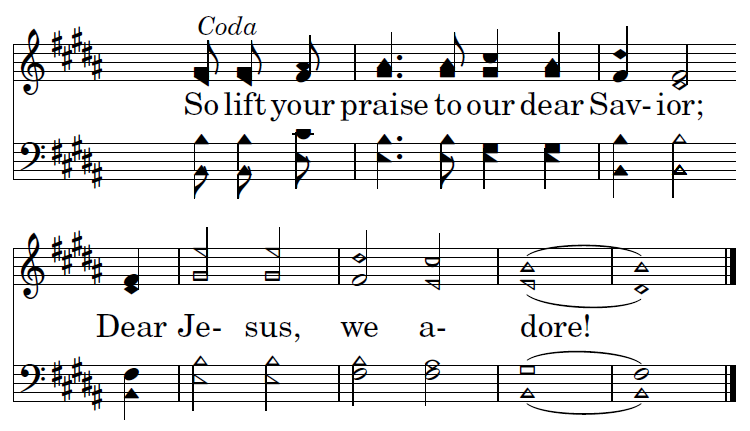 Coda
So lift your praise to our dear Sav- ior;
Dear Je- sus, we a- dore!